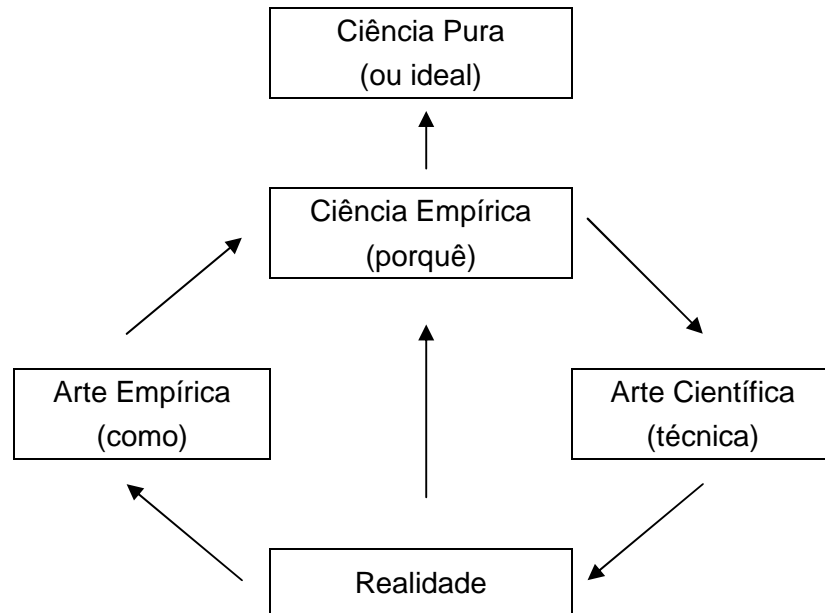 Ciência Pura
(ou ideal)
Ciência Empírica
(porquê)
Arte Empírica
(como)
Arte Científica
(técnica)
Realidade